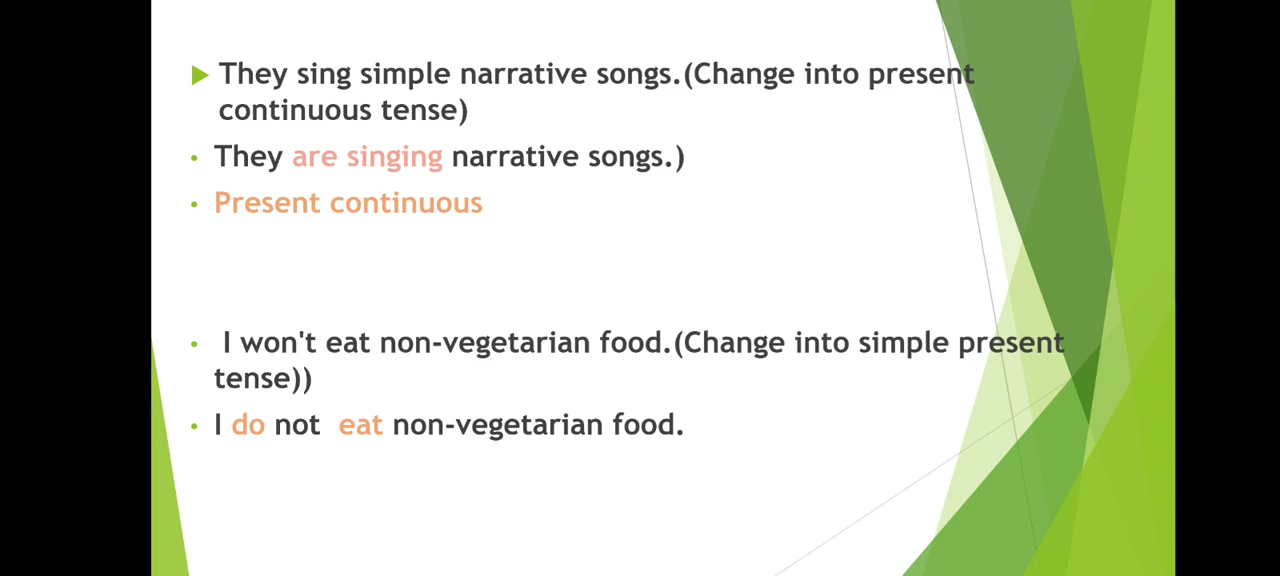 They sing simple narrative songs.(Change into present
continuous tense)
They are singing narrative songs.)
Present continuous
I won't eat non-vegetarian food.(Change into simple present
tense))
I do not eat non-vegetarian food.